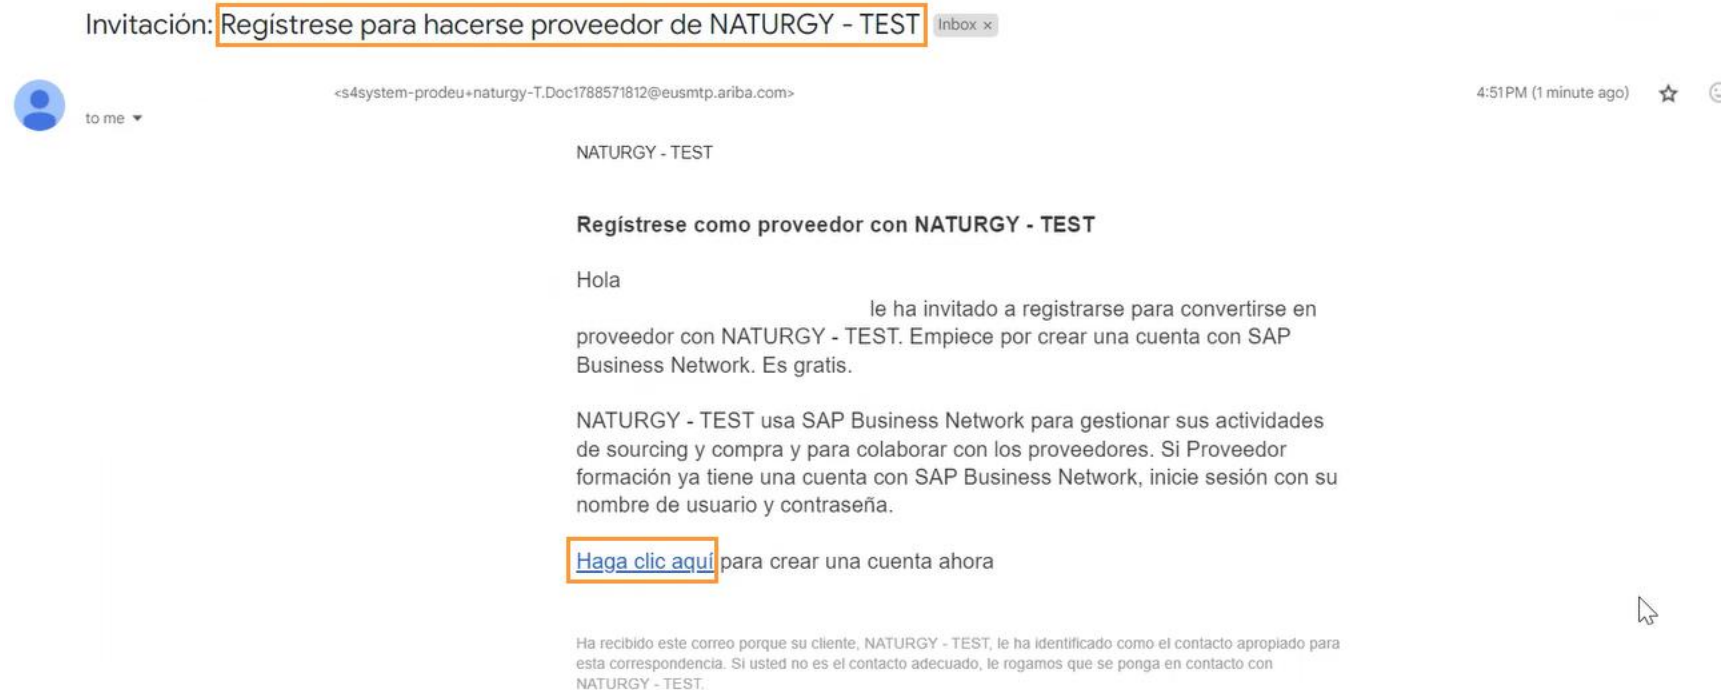 Invitación: Regístrese para hacerse proveedor de NATURGY - TEST Inbox ×
<s4system-prodeu+naturgy-T.Doc1788571812@eusmtp.ariba.com> 4:51 PM (1 minute ago)
to me
NATURGY - TEST
Regístrese como proveedor con NATURGY - TEST
Hola
le ha invitado a registrarse para convertirse en
proveedor con NATURGY - TEST. Empiece por crear una cuenta con SAP
Business Network. Es gratis.
NATURGY - TEST usa SAP Business Network para gestionar sus actividades
de sourcing y compra y para colaborar con los proveedores. Si Proveedor
formación ya tiene una cuenta con SAP Business Network, inicie sesión con su
nombre de usuario y contraseña.
Haga clic aquí para crear una cuenta ahora
Ha recibido este correo porque su cliente, NATURGY - TEST, le ha identificado como el contacto apropiado para
esta correspondencia. Si usted no es el contacto adecuado, le rogamos que se ponga en contacto con
NATURGY - TEST.